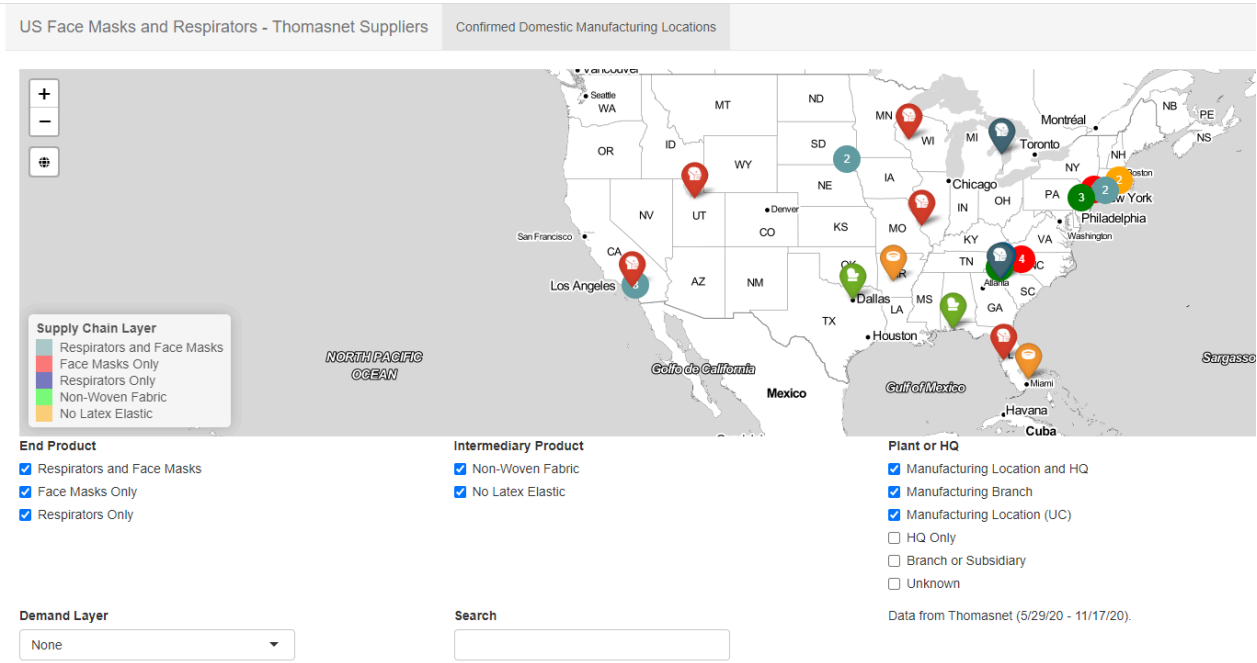 US Face Masks and Respirators - Thomasnet Suppliers
Confirmed Domestic Manufacturing Locations
+
−
Vancouver
Seattle
WA
MT
ND
MN
Montréal
NB
PE
NS
OR
ID
SD
2
WI
MI
Toronto
NH
WY
NE
IA
Chicago
NY
Boston
2
PA
3
2
York
NV
UT
Denver
CO
KS
MO
IN
OH
Philadelphia
San Francisco
CA
KY
VA
Washington
Los Angeles
3
AZ
NM
OK
TN
4
NC
Atlanta
SC
Dallas
MS
GA
LA
TX
Houston
NORTH PACIFIC
OCEAN
Golfo de California
Mexico
Gulf of Mexico
Miami
Sargasso
Havana
Cuba
Supply Chain Layer
Respirators and Face Masks
Face Masks Only
Respirators Only
Non-Woven Fabric
No Latex Elastic
End Product
Respirators and Face Masks
Face Masks Only
Respirators Only
Intermediary Product
Non-Woven Fabric
No Latex Elastic
Plant or HQ
Manufacturing Location and HQ
Manufacturing Branch
Manufacturing Location (UC)
HQ Only
Branch or Subsidiary
Unknown
Demand Layer
None
Search
Data from Thomasnet (5/29/20 - 11/17/20).